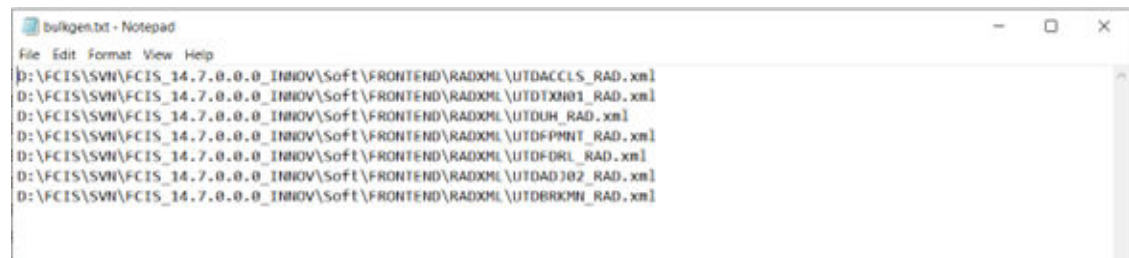 bulkgen.txt - Notepad
File Edit Format View Help
D:\FCIS\SVN\FCIS_14.7.0.0.0_INNOV\Soft\FRONTEND\RADXML\UTDACCLS_RAD.xml
D:\FCIS\SVN\FCIS_14.7.0.0.0_INNOV\Soft\FRONTEND\RADXML\UTDTXN01_RAD.xml
D:\FCIS\SVN\FCIS_14.7.0.0.0_INNOV\Soft\FRONTEND\RADXML\UTDUH_RAD.xml
D:\FCIS\SVN\FCIS_14.7.0.0.0_INNOV\Soft\FRONTEND\RADXML\UTDFPMNT_RAD.xml
D:\FCIS\SVN\FCIS_14.7.0.0.0_INNOV\Soft\FRONTEND\RADXML\UTDFDRL_RAD.xml
D:\FCIS\SVN\FCIS_14.7.0.0.0_INNOV\Soft\FRONTEND\RADXML\UTDADJ02_RAD.xml
D:\FCIS\SVN\FCIS_14.7.0.0.0_INNOV\Soft\FRONTEND\RADXML\UTDBRKMN_RAD.xml